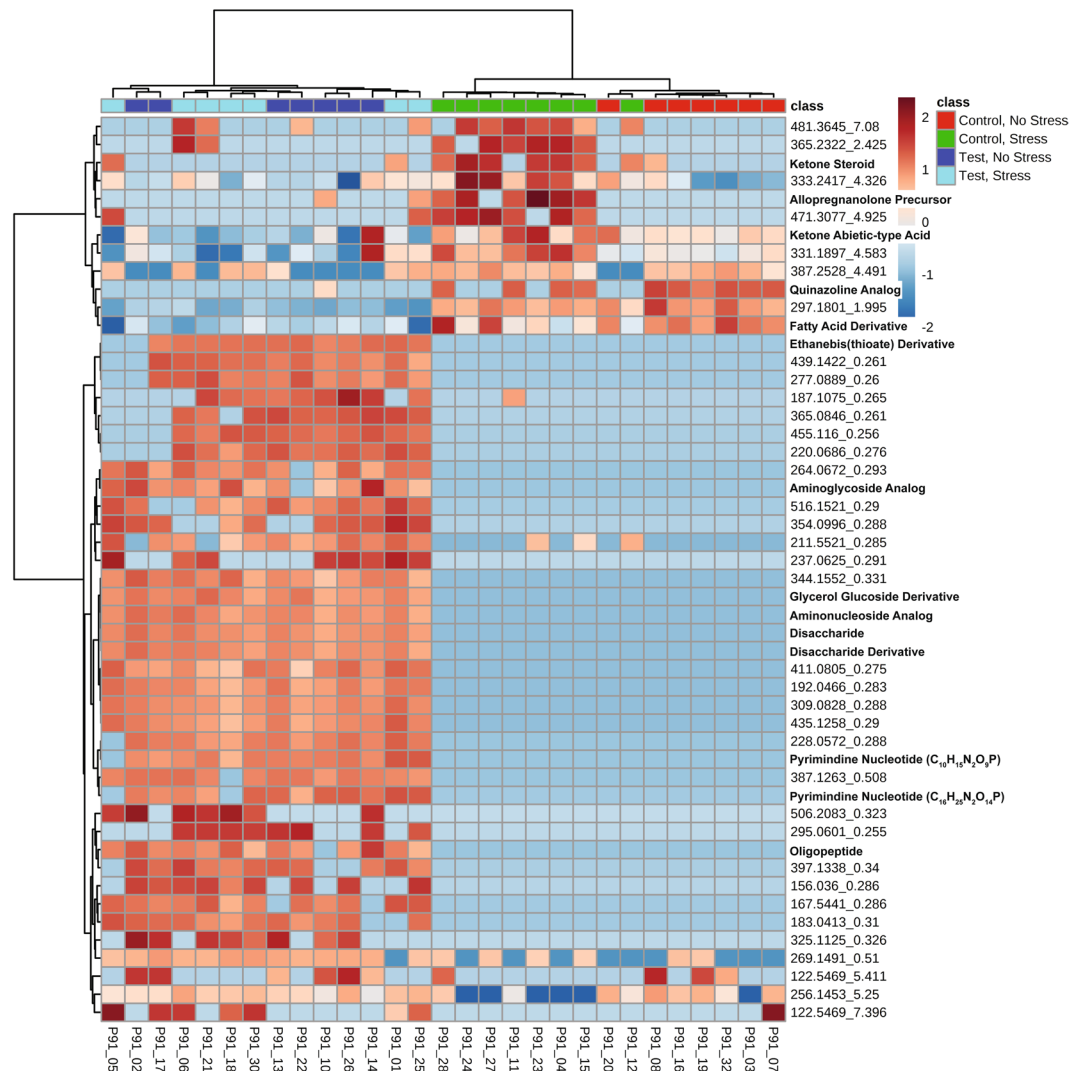 class
481.3645_7.08
365.2322_2.425
Ketone Steroid
333.2417_4.326
Allopregnanolone Precursor
471.3077_4.925
Ketone Abietic-type Acid
331.1897_4.583
387.2528_4.491
Quinazoline Analog
297.1801_1.995
Fatty Acid Derivative
Ethanebis(thioate) Derivative
439.1422_0.261
277.0889_0.26
187.1075_0.265
365.0846_0.261
455.116_0.256
220.0686_0.276
264.0672_0.293
Aminoglycoside Analog
516.1521_0.29
354.0996_0.288
211.5521_0.285
237.0625_0.291
344.1552_0.331
Glycerol Glucoside Derivative
Aminonucleoside Analog
Disaccharide
Disaccharide Derivative
411.0805_0.275
192.0466_0.283
309.0828_0.288
435.1258_0.29
228.0572_0.288
Pyrimindine Nucleotide (C₁₀H₁₅N₂O₉P)
387.1263_0.508
Pyrimindine Nucleotide (C₁₆H₂₅N₂O₁₄P)
506.2083_0.323
295.0601_0.255
Oligopeptide
397.1338_0.34
156.036_0.286
167.5441_0.286
183.0413_0.31
325.1125_0.326
269.1491_0.51
122.5469_5.411
256.1453_5.25
122.5469_7.396
2
1
0
-1
-2
class
Control, No Stress
Control, Stress
Test, No Stress
Test, Stress
P91_05
P91_02
P91_17
P91_06
P91_21
P91_18
P91_30
P91_13
P91_22
P91_10
P91_26
P91_14
P91_01
P91_25
P91_28
P91_24
P91_27
P91_11
P91_23
P91_04
P91_15
P91_20
P91_12
P91_08
P91_16
P91_19
P91_32
P91_03
P91_07